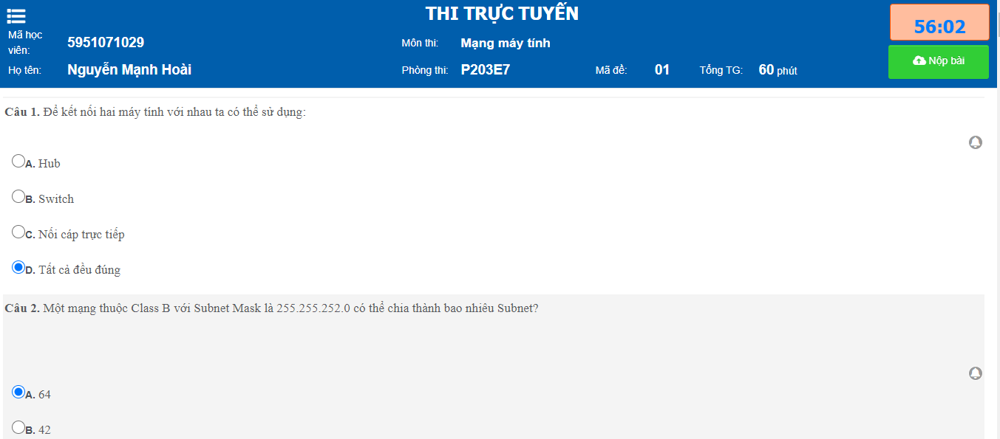 THI TRỰC TUYẾN
56:02
Mã học viên:
5951071029
Môn thi:
Mạng máy tính
Nộp bài
Họ tên:
Nguyễn Mạnh Hoài
Phòng thi:
P203E7
Mã đề:
01
Tổng TG:
60 phút
Câu 1. Để kết nối hai máy tính với nhau ta có thể sử dụng:
A. Hub
B. Switch
C. Nối cáp trực tiếp
D. Tất cả đều đúng
Câu 2. Một mạng thuộc Class B với Subnet Mask là 255.255.252.0 có thể chia thành bao nhiêu Subnet?
A. 64
B. 42